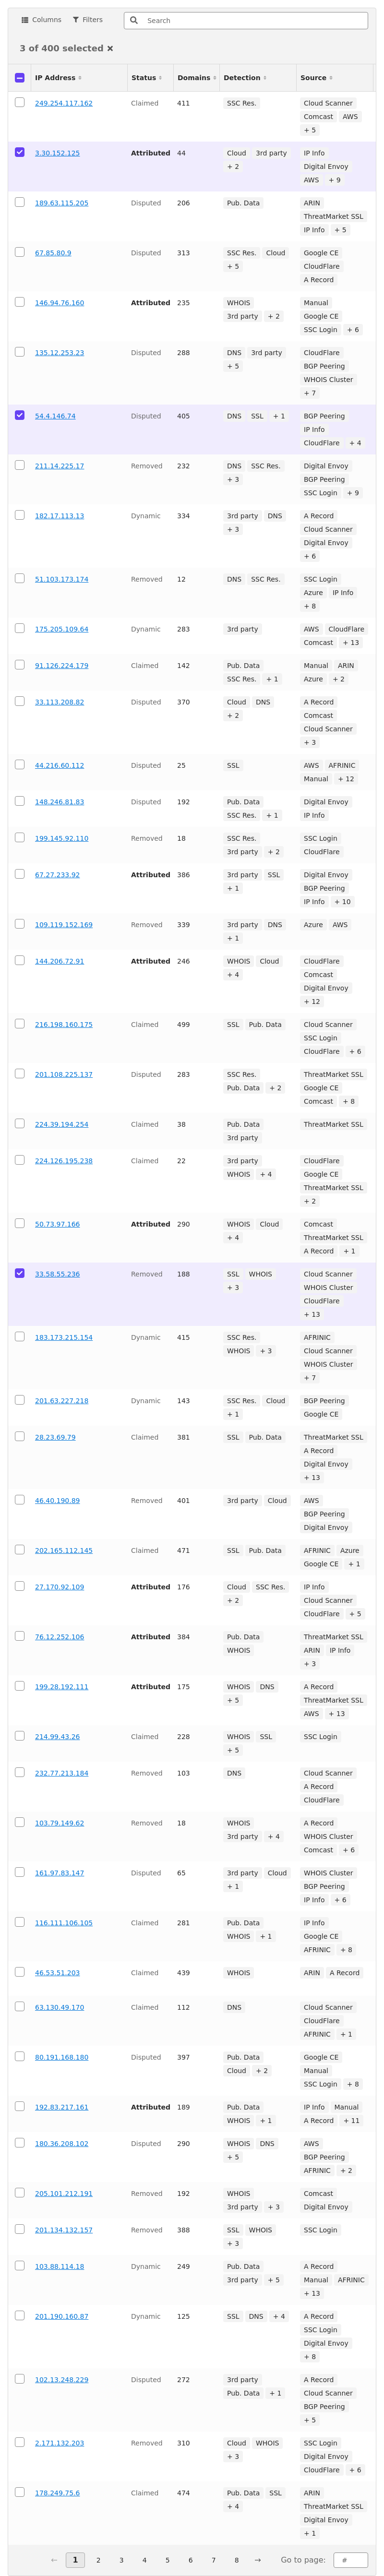 Columns Filters Search
3 of 400 selected ×
IP Address Status Domains Detection Source
249.254.117.162 Claimed 411 SSC Res. Cloud Scanner
Comcast AWS
+ 5
3.30.152.125 Attributed 44 Cloud 3rd party IP Info
+ 2 Digital Envoy
AWS + 9
189.63.115.205 Disputed 206 Pub. Data ARIN
ThreatMarket SSL
IP Info + 5
67.85.80.9 Disputed 313 SSC Res. Cloud Google CE
+ 5 CloudFlare
A Record
146.94.76.160 Attributed 235 WHOIS Manual
3rd party + 2 Google CE
SSC Login + 6
135.12.253.23 Disputed 288 DNS 3rd party CloudFlare
+ 5 BGP Peering
WHOIS Cluster
+ 7
54.4.146.74 Disputed 405 DNS SSL + 1 BGP Peering
IP Info
CloudFlare + 4
211.14.225.17 Removed 232 DNS SSC Res. Digital Envoy
+ 3 BGP Peering
SSC Login + 9
182.17.113.13 Dynamic 334 3rd party DNS A Record
+ 3 Cloud Scanner
Digital Envoy
+ 6
51.103.173.174 Removed 12 DNS SSC Res. SSC Login
Azure IP Info
+ 8
175.205.109.64 Dynamic 283 3rd party AWS CloudFlare
Comcast + 13
91.126.224.179 Claimed 142 Pub. Data Manual ARIN
SSC Res. + 1 Azure + 2
33.113.208.82 Disputed 370 Cloud DNS A Record
+ 2 Comcast
Cloud Scanner
+ 3
44.216.60.112 Disputed 25 SSL AWS AFRINIC
Manual + 12
148.246.81.83 Disputed 192 Pub. Data Digital Envoy
SSC Res. + 1 IP Info
199.145.92.110 Removed 18 SSC Res. SSC Login
3rd party + 2 CloudFlare
67.27.233.92 Attributed 386 3rd party SSL Digital Envoy
+ 1 BGP Peering
IP Info + 10
109.119.152.169 Removed 339 3rd party DNS Azure AWS
+ 1
144.206.72.91 Attributed 246 WHOIS Cloud CloudFlare
+ 4 Comcast
Digital Envoy
+ 12
216.198.160.175 Claimed 499 SSL Pub. Data Cloud Scanner
SSC Login
CloudFlare + 6
201.108.225.137 Disputed 283 SSC Res. ThreatMarket SSL
Pub. Data + 2 Google CE
Comcast + 8
224.39.194.254 Claimed 38 Pub. Data ThreatMarket SSL
3rd party
224.126.195.238 Claimed 22 3rd party CloudFlare
WHOIS + 4 Google CE
ThreatMarket SSL
+ 2
50.73.97.166 Attributed 290 WHOIS Cloud Comcast
+ 4 ThreatMarket SSL
A Record + 1
33.58.55.236 Removed 188 SSL WHOIS Cloud Scanner
+ 3 WHOIS Cluster
CloudFlare
+ 13
183.173.215.154 Dynamic 415 SSC Res. AFRINIC
WHOIS + 3 Cloud Scanner
WHOIS Cluster
+ 7
201.63.227.218 Dynamic 143 SSC Res. Cloud BGP Peering
+ 1 Google CE
28.23.69.79 Claimed 381 SSL Pub. Data ThreatMarket SSL
A Record
Digital Envoy
+ 13
46.40.190.89 Removed 401 3rd party Cloud AWS
BGP Peering
Digital Envoy
202.165.112.145 Claimed 471 SSL Pub. Data AFRINIC Azure
Google CE + 1
27.170.92.109 Attributed 176 Cloud SSC Res. IP Info
+ 2 Cloud Scanner
CloudFlare + 5
76.12.252.106 Attributed 384 Pub. Data ThreatMarket SSL
WHOIS ARIN IP Info
+ 3
199.28.192.111 Attributed 175 WHOIS DNS A Record
+ 5 ThreatMarket SSL
AWS + 13
214.99.43.26 Claimed 228 WHOIS SSL SSC Login
+ 5
232.77.213.184 Removed 103 DNS Cloud Scanner
A Record
CloudFlare
103.79.149.62 Removed 18 WHOIS A Record
3rd party + 4 WHOIS Cluster
Comcast + 6
161.97.83.147 Disputed 65 3rd party Cloud WHOIS Cluster
+ 1 BGP Peering
IP Info + 6
116.111.106.105 Claimed 281 Pub. Data IP Info
WHOIS + 1 Google CE
AFRINIC + 8
46.53.51.203 Claimed 439 WHOIS ARIN A Record
63.130.49.170 Claimed 112 DNS Cloud Scanner
CloudFlare
AFRINIC + 1
80.191.168.180 Disputed 397 Pub. Data Google CE
Cloud + 2 Manual
SSC Login + 8
192.83.217.161 Attributed 189 Pub. Data IP Info Manual
WHOIS + 1 A Record + 11
180.36.208.102 Disputed 290 WHOIS DNS AWS
+ 5 BGP Peering
AFRINIC + 2
205.101.212.191 Removed 192 WHOIS Comcast
3rd party + 3 Digital Envoy
201.134.132.157 Removed 388 SSL WHOIS SSC Login
+ 3
103.88.114.18 Dynamic 249 Pub. Data A Record
3rd party + 5 Manual AFRINIC
+ 13
201.190.160.87 Dynamic 125 SSL DNS + 4 A Record
SSC Login
Digital Envoy
+ 8
102.13.248.229 Disputed 272 3rd party A Record
Pub. Data + 1 Cloud Scanner
BGP Peering
+ 5
2.171.132.203 Removed 310 Cloud WHOIS SSC Login
+ 3 Digital Envoy
CloudFlare + 6
178.249.75.6 Claimed 474 Pub. Data SSL ARIN
+ 4 ThreatMarket SSL
Digital Envoy
+ 1
← 1 2 3 4 5 6 7 8 → Go to page: #